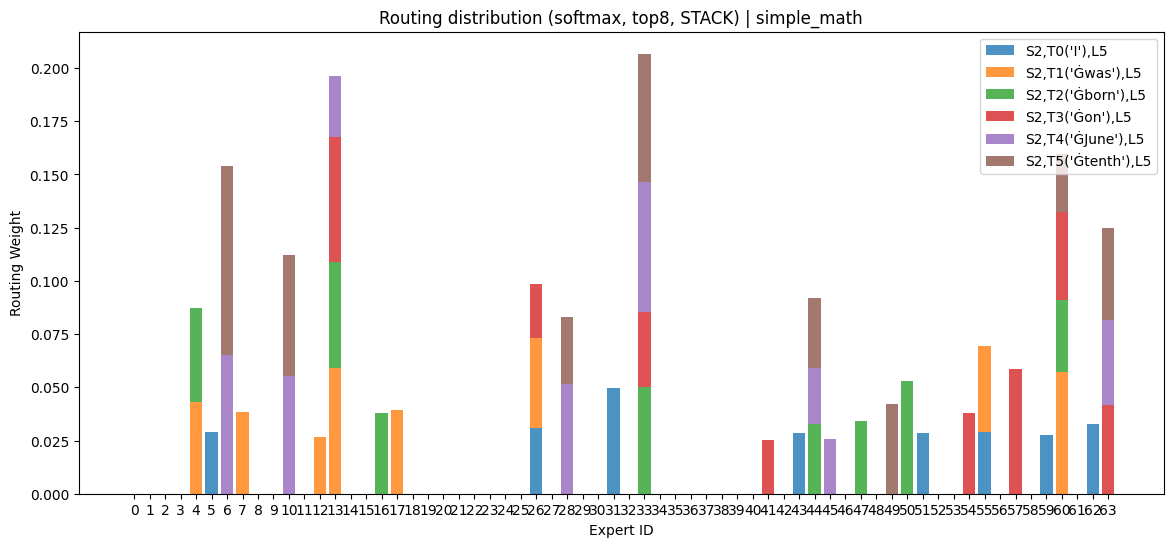 Routing distribution (softmax, top8, STACK) | simple_math
S2,T0('I'),L5
S2,T1('Ġwas'),L5
S2,T2('Ġborn'),L5
S2,T3('Ġon'),L5
S2,T4('ĠJune'),L5
S2,T5('Ġtenth'),L5
Routing Weight
0.200
0.175
0.150
0.125
0.100
0.075
0.050
0.025
0.000
0 1 2 3 4 5 6 7 8 9 10 11 12 13 14 15 16 17 18 19 20 21 22 23 24 25 26 27 28 29 30 31 32 33 34 35 36 37 38 39 40 41 42 43 44 45 46 47 48 49 50 51 52 53 54 55 56 57 58 59 60 61 62 63
Expert ID